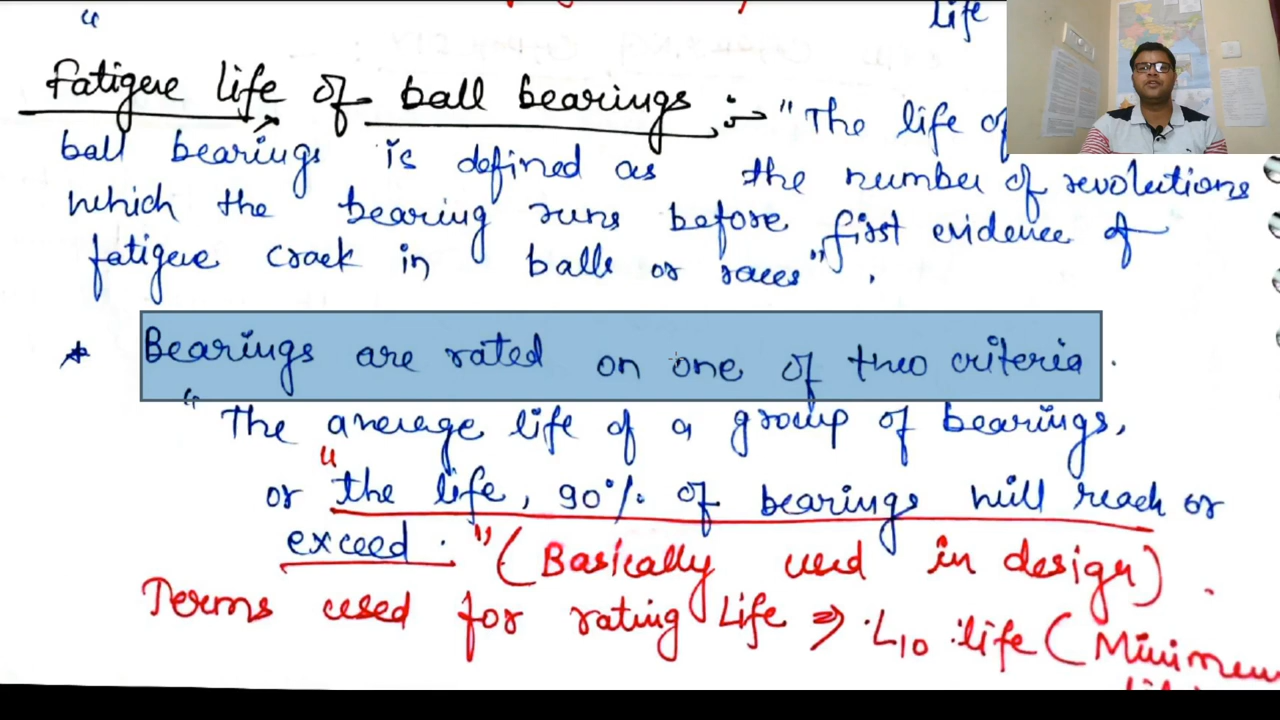 "
life
Fatigue life of ball bearings :- "The life of
ball bearings is defined as the number of revolutions
which the bearing runs before first evidence of
fatigue crack in balls or races".
* Bearings are rated on one of two criteria.
"The average life of a group of bearings,
or "the life, 90% of bearings will reach or
exceed." (Basically used in design).
Terms used for rating Life ⇒ L10 life (Minimum